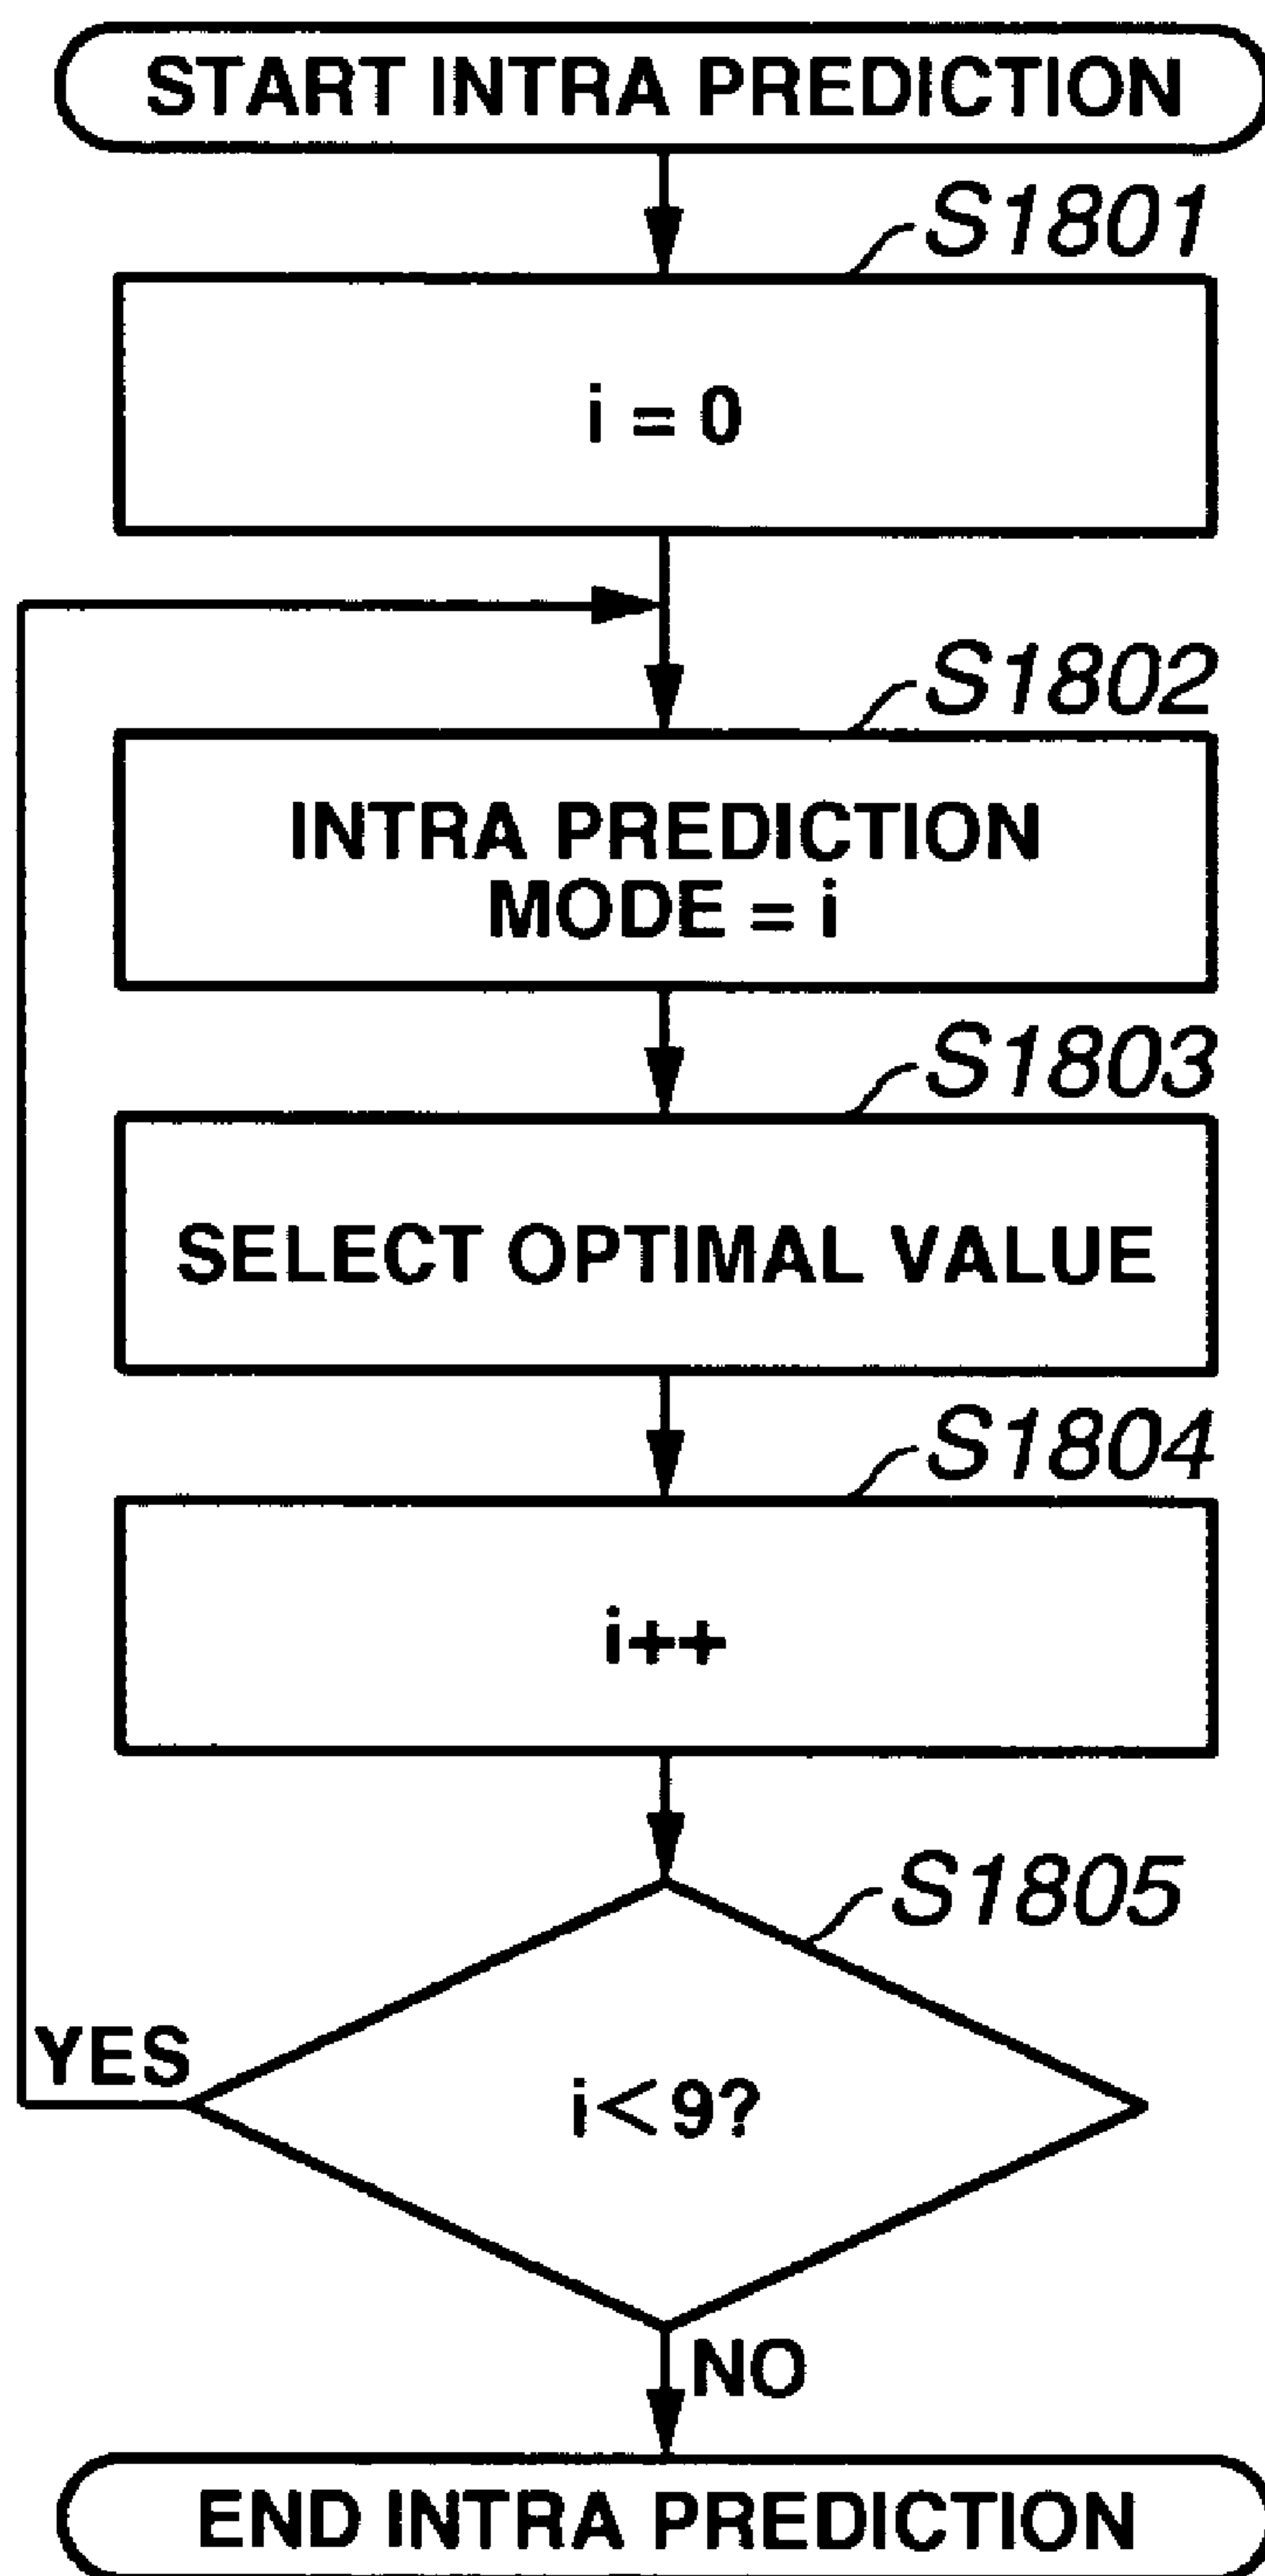 START INTRA PREDICTION
S1801
i = 0
S1802
INTRA PREDICTION
MODE = i
S1803
SELECT OPTIMAL VALUE
S1804
i++
S1805
YES
i<9?
NO
END INTRA PREDICTION